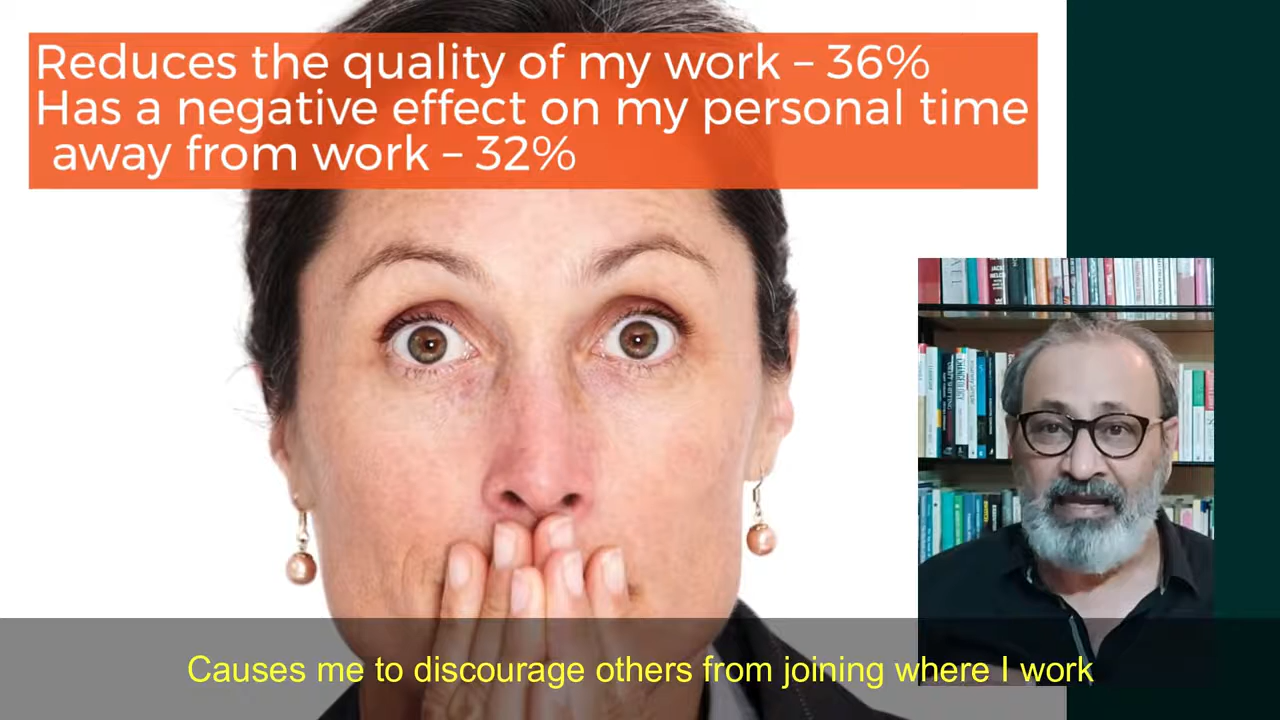 Reduces the quality of my work – 36%
Has a negative effect on my personal time
away from work – 32%
CHANGEOLOGY
Causes me to discourage others from joining where I work